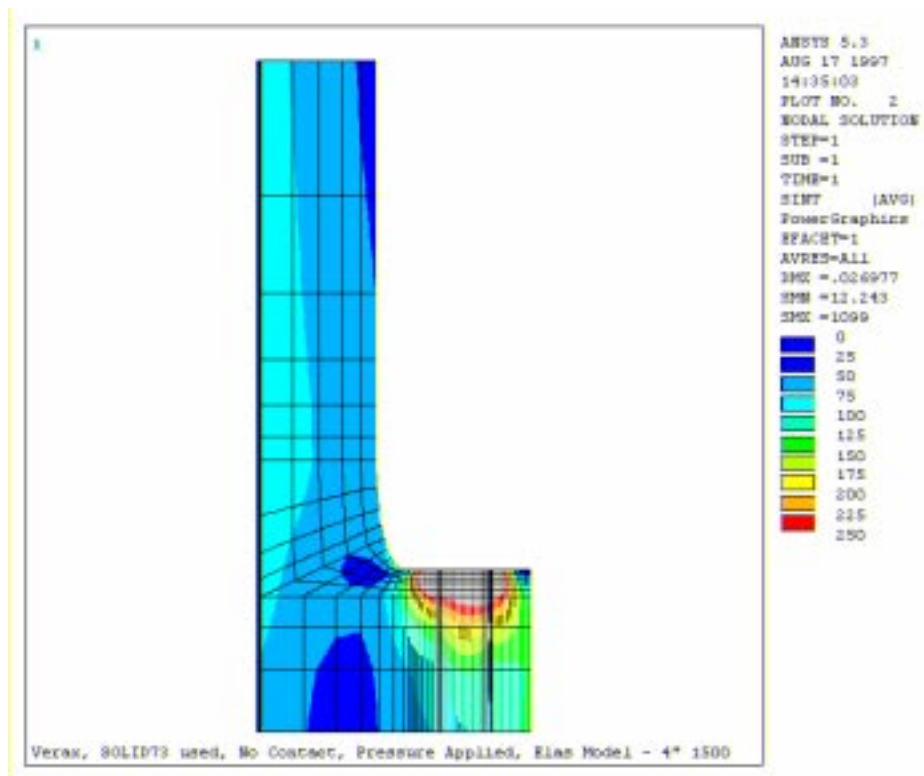 1
ANSYS 5.3
AUG 17 1997
14:35:03
PLOT NO. 2
NODAL SOLUTION
STEP=1
SUB =1
TIME=1
SINT (AVG)
PowerGraphics
EFACET=1
AVRES=All
DMX =.026977
SMN =12.243
SMX =1099
0
25
50
75
100
125
150
175
200
225
250
Verax, SOLID73 used, No Contact, Pressure Applied, Elas Model - 4" 1500